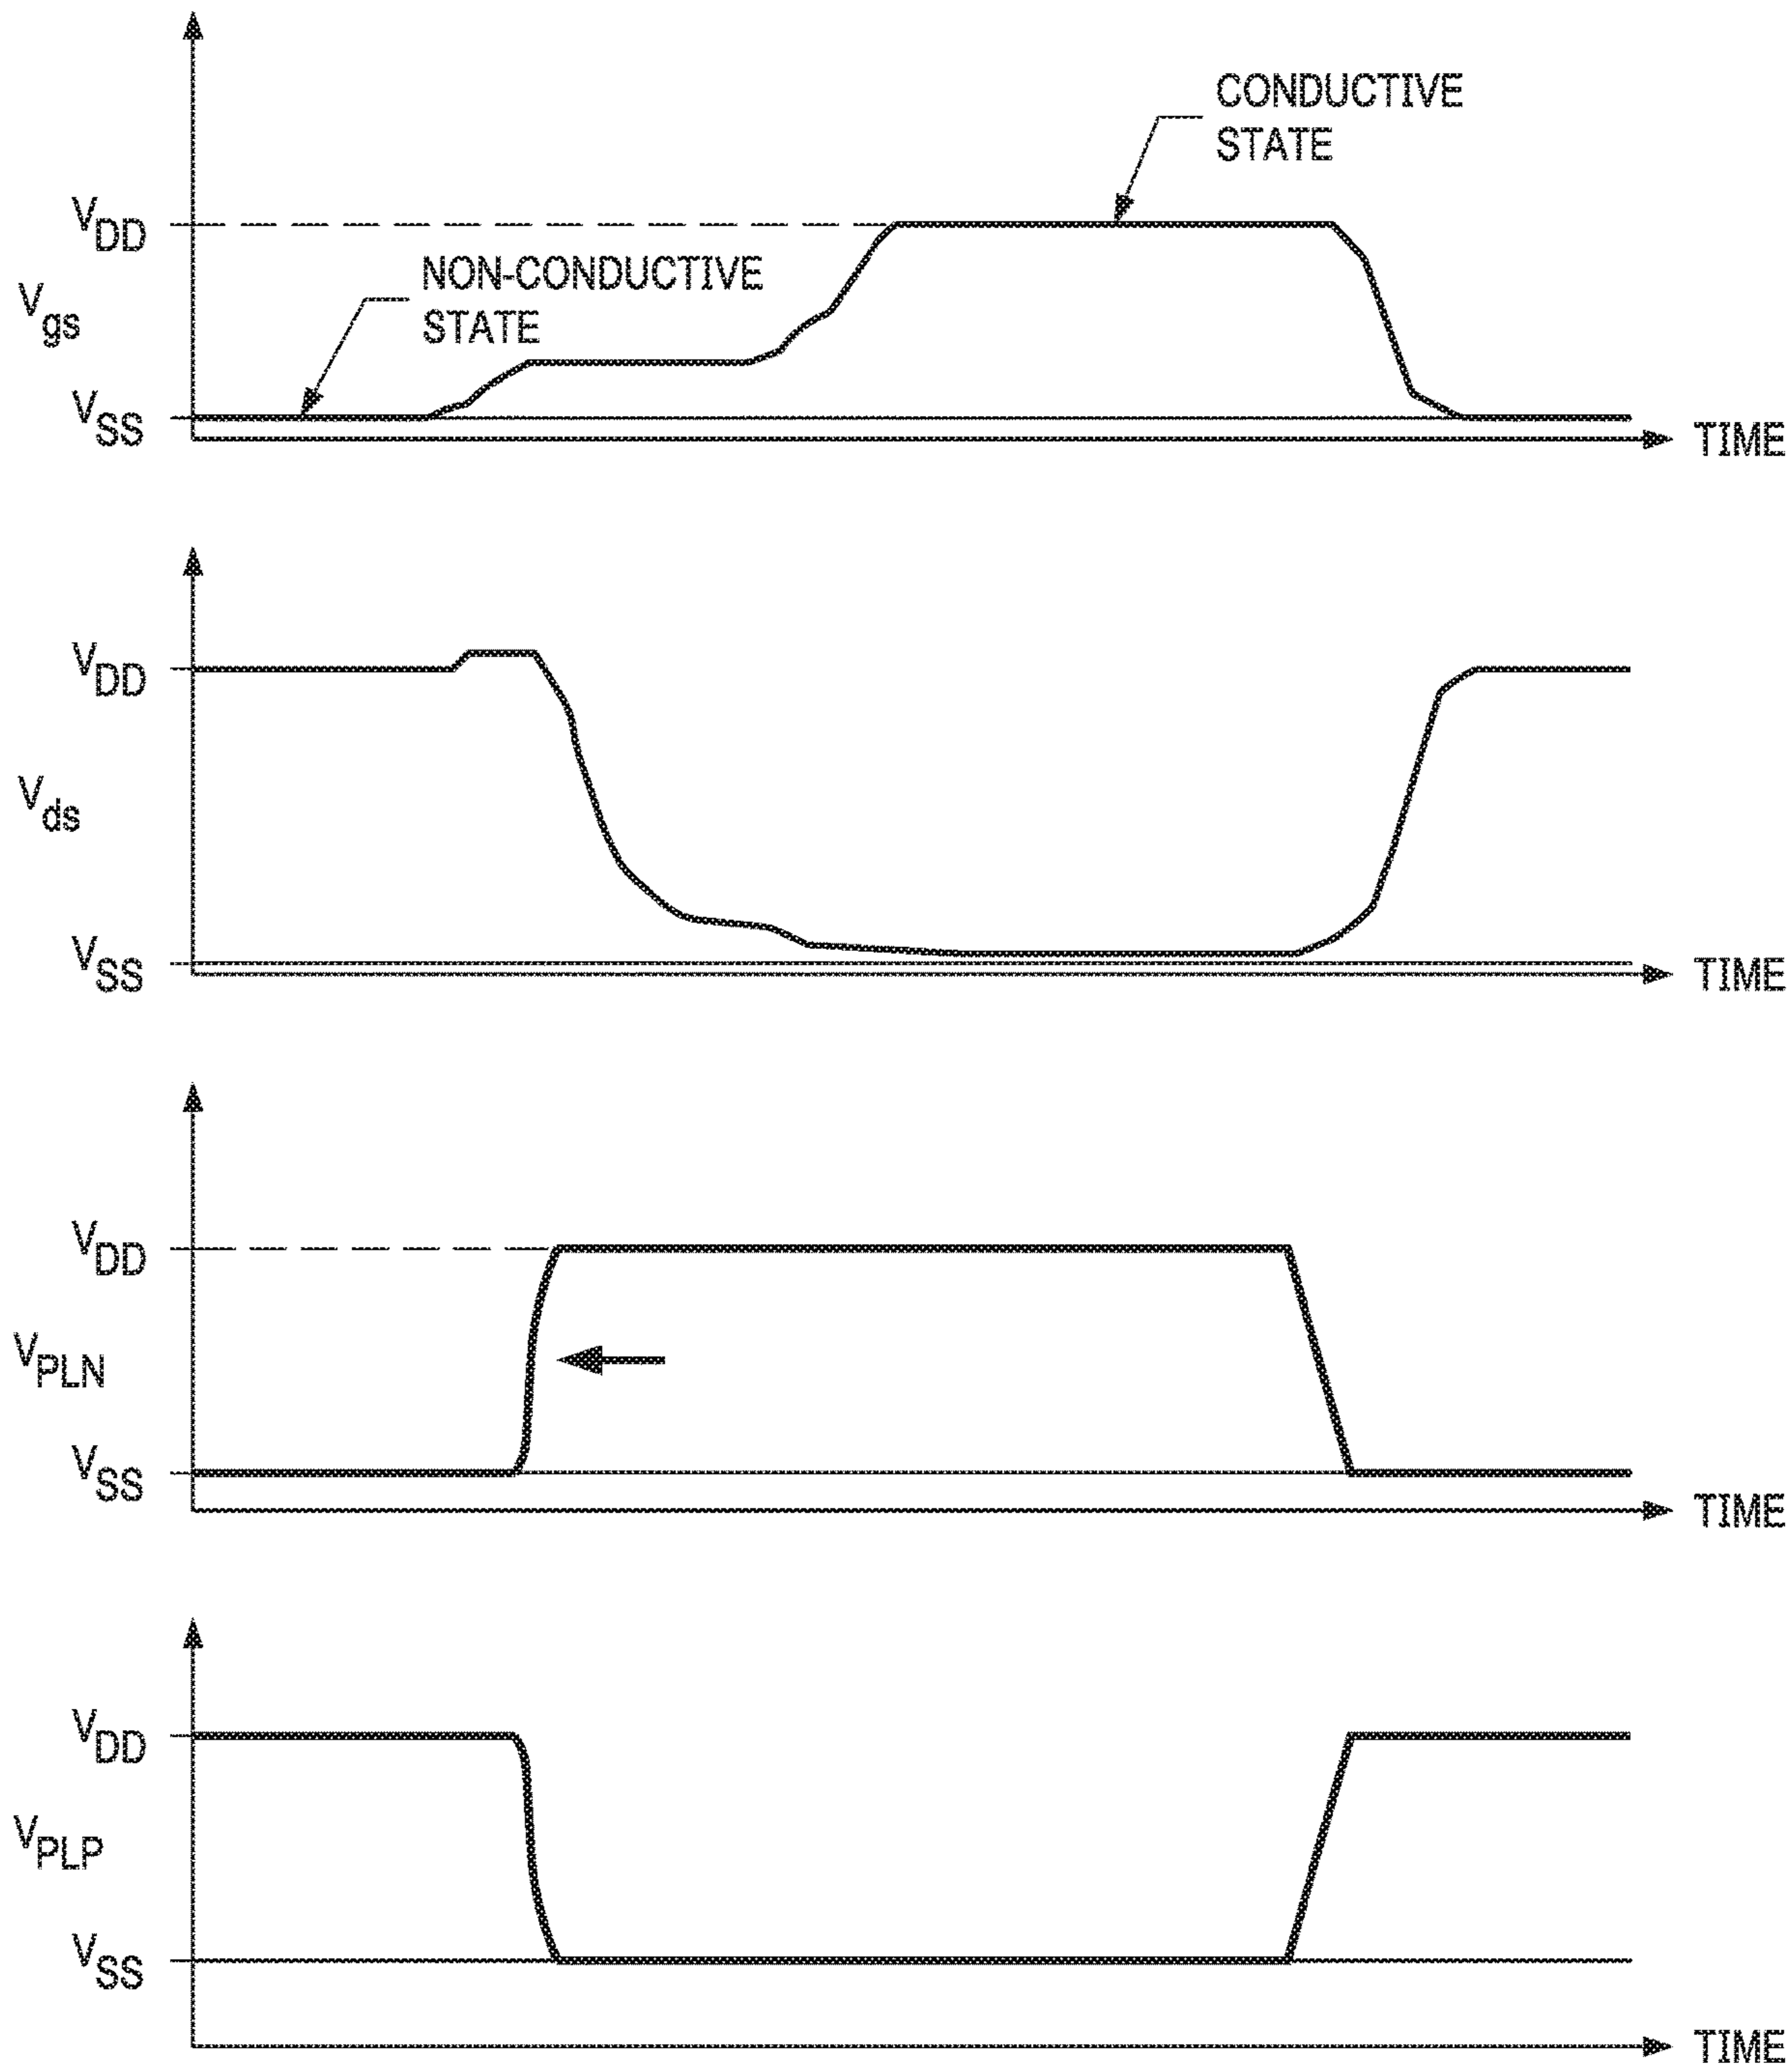 CONDUCTIVE
STATE
VDD
NON-CONDUCTIVE
STATE
Vgs
VSS
TIME
VDD
Vds
VSS
TIME
VDD
VPLN
VSS
TIME
VDD
VPLP
VSS
TIME